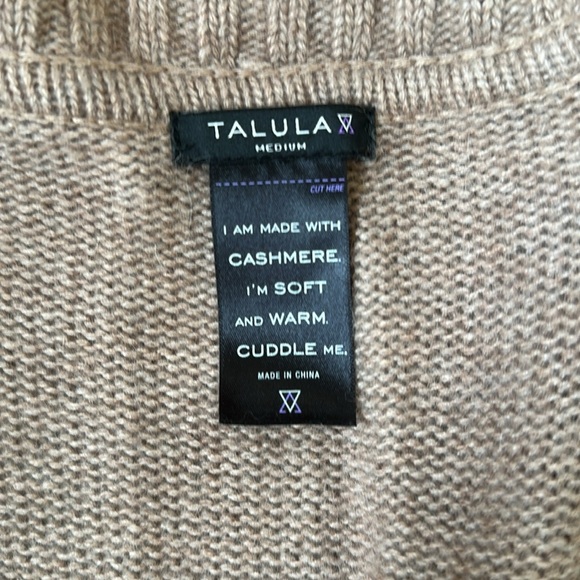 TALULA
MEDIUM
CUT HERE
I AM MADE WITH
CASHMERE.
I'M SOFT
AND WARM.
CUDDLE ME.
MADE IN CHINA